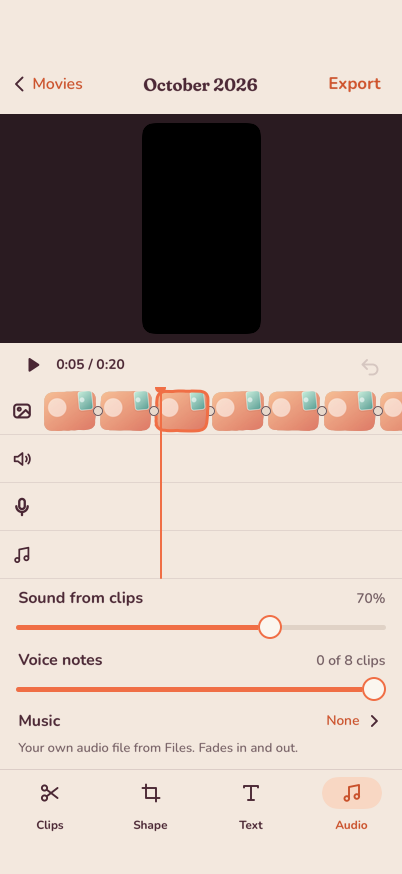 Movies
October 2026
Export
0:05 / 0:20
Sound from clips
70%
Voice notes
0 of 8 clips
Music
None
Your own audio file from Files. Fades in and out.
Clips
Shape
Text
Audio